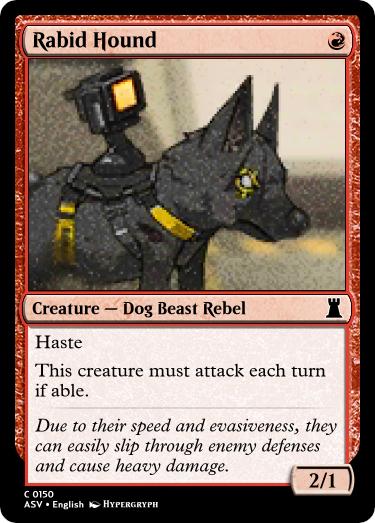 Rabid Hound
Creature — Dog Beast Rebel
Haste
This creature must attack each turn
if able.
Due to their speed and evasiveness, they
can easily slip through enemy defenses
and cause heavy damage.
2/1
C 0150
ASV • English HYPERGRYPH